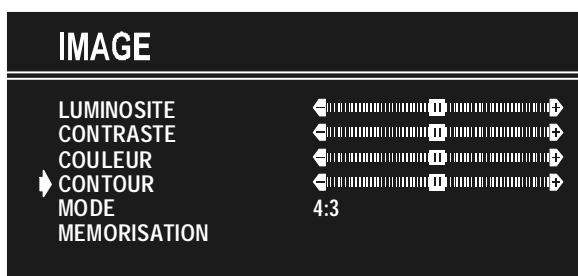 IMAGE
LUMINOSITE
CONTRASTE
COULEUR
CONTOUR
MODE 4:3
MEMORISATION